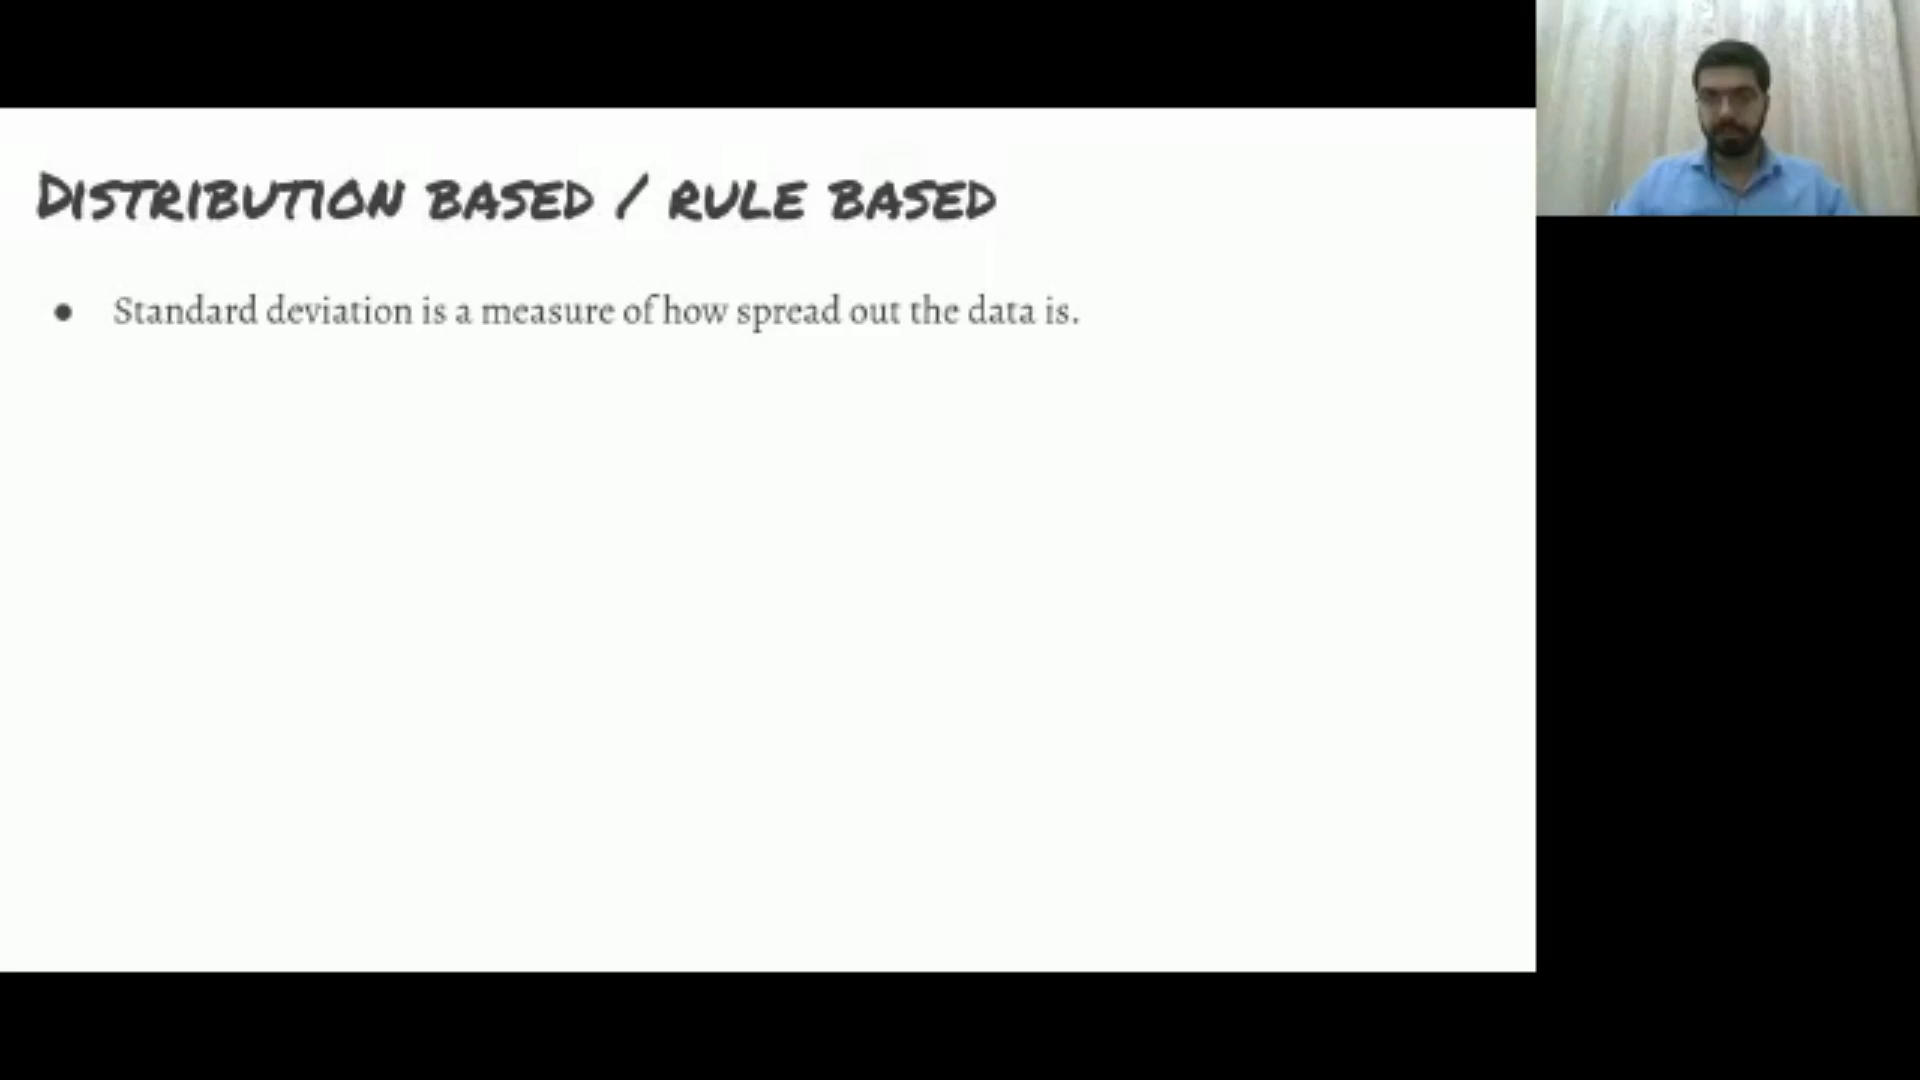 DISTRIBUTION BASED / RULE BASED
● Standard deviation is a measure of how spread out the data is.